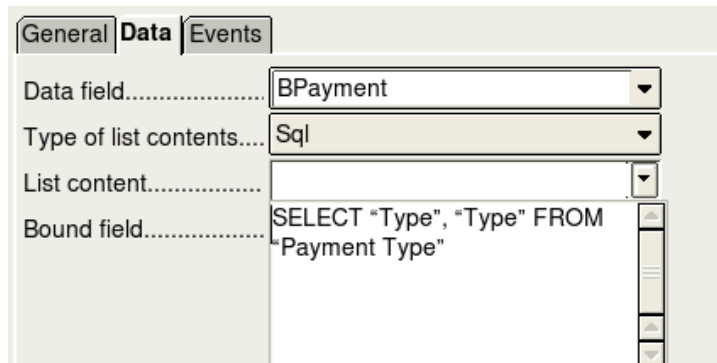 General Data Events
Data field.................... BPayment
Type of list contents.... Sql
List content.................
Bound field..................
SELECT “Type”, “Type” FROM
“Payment Type”